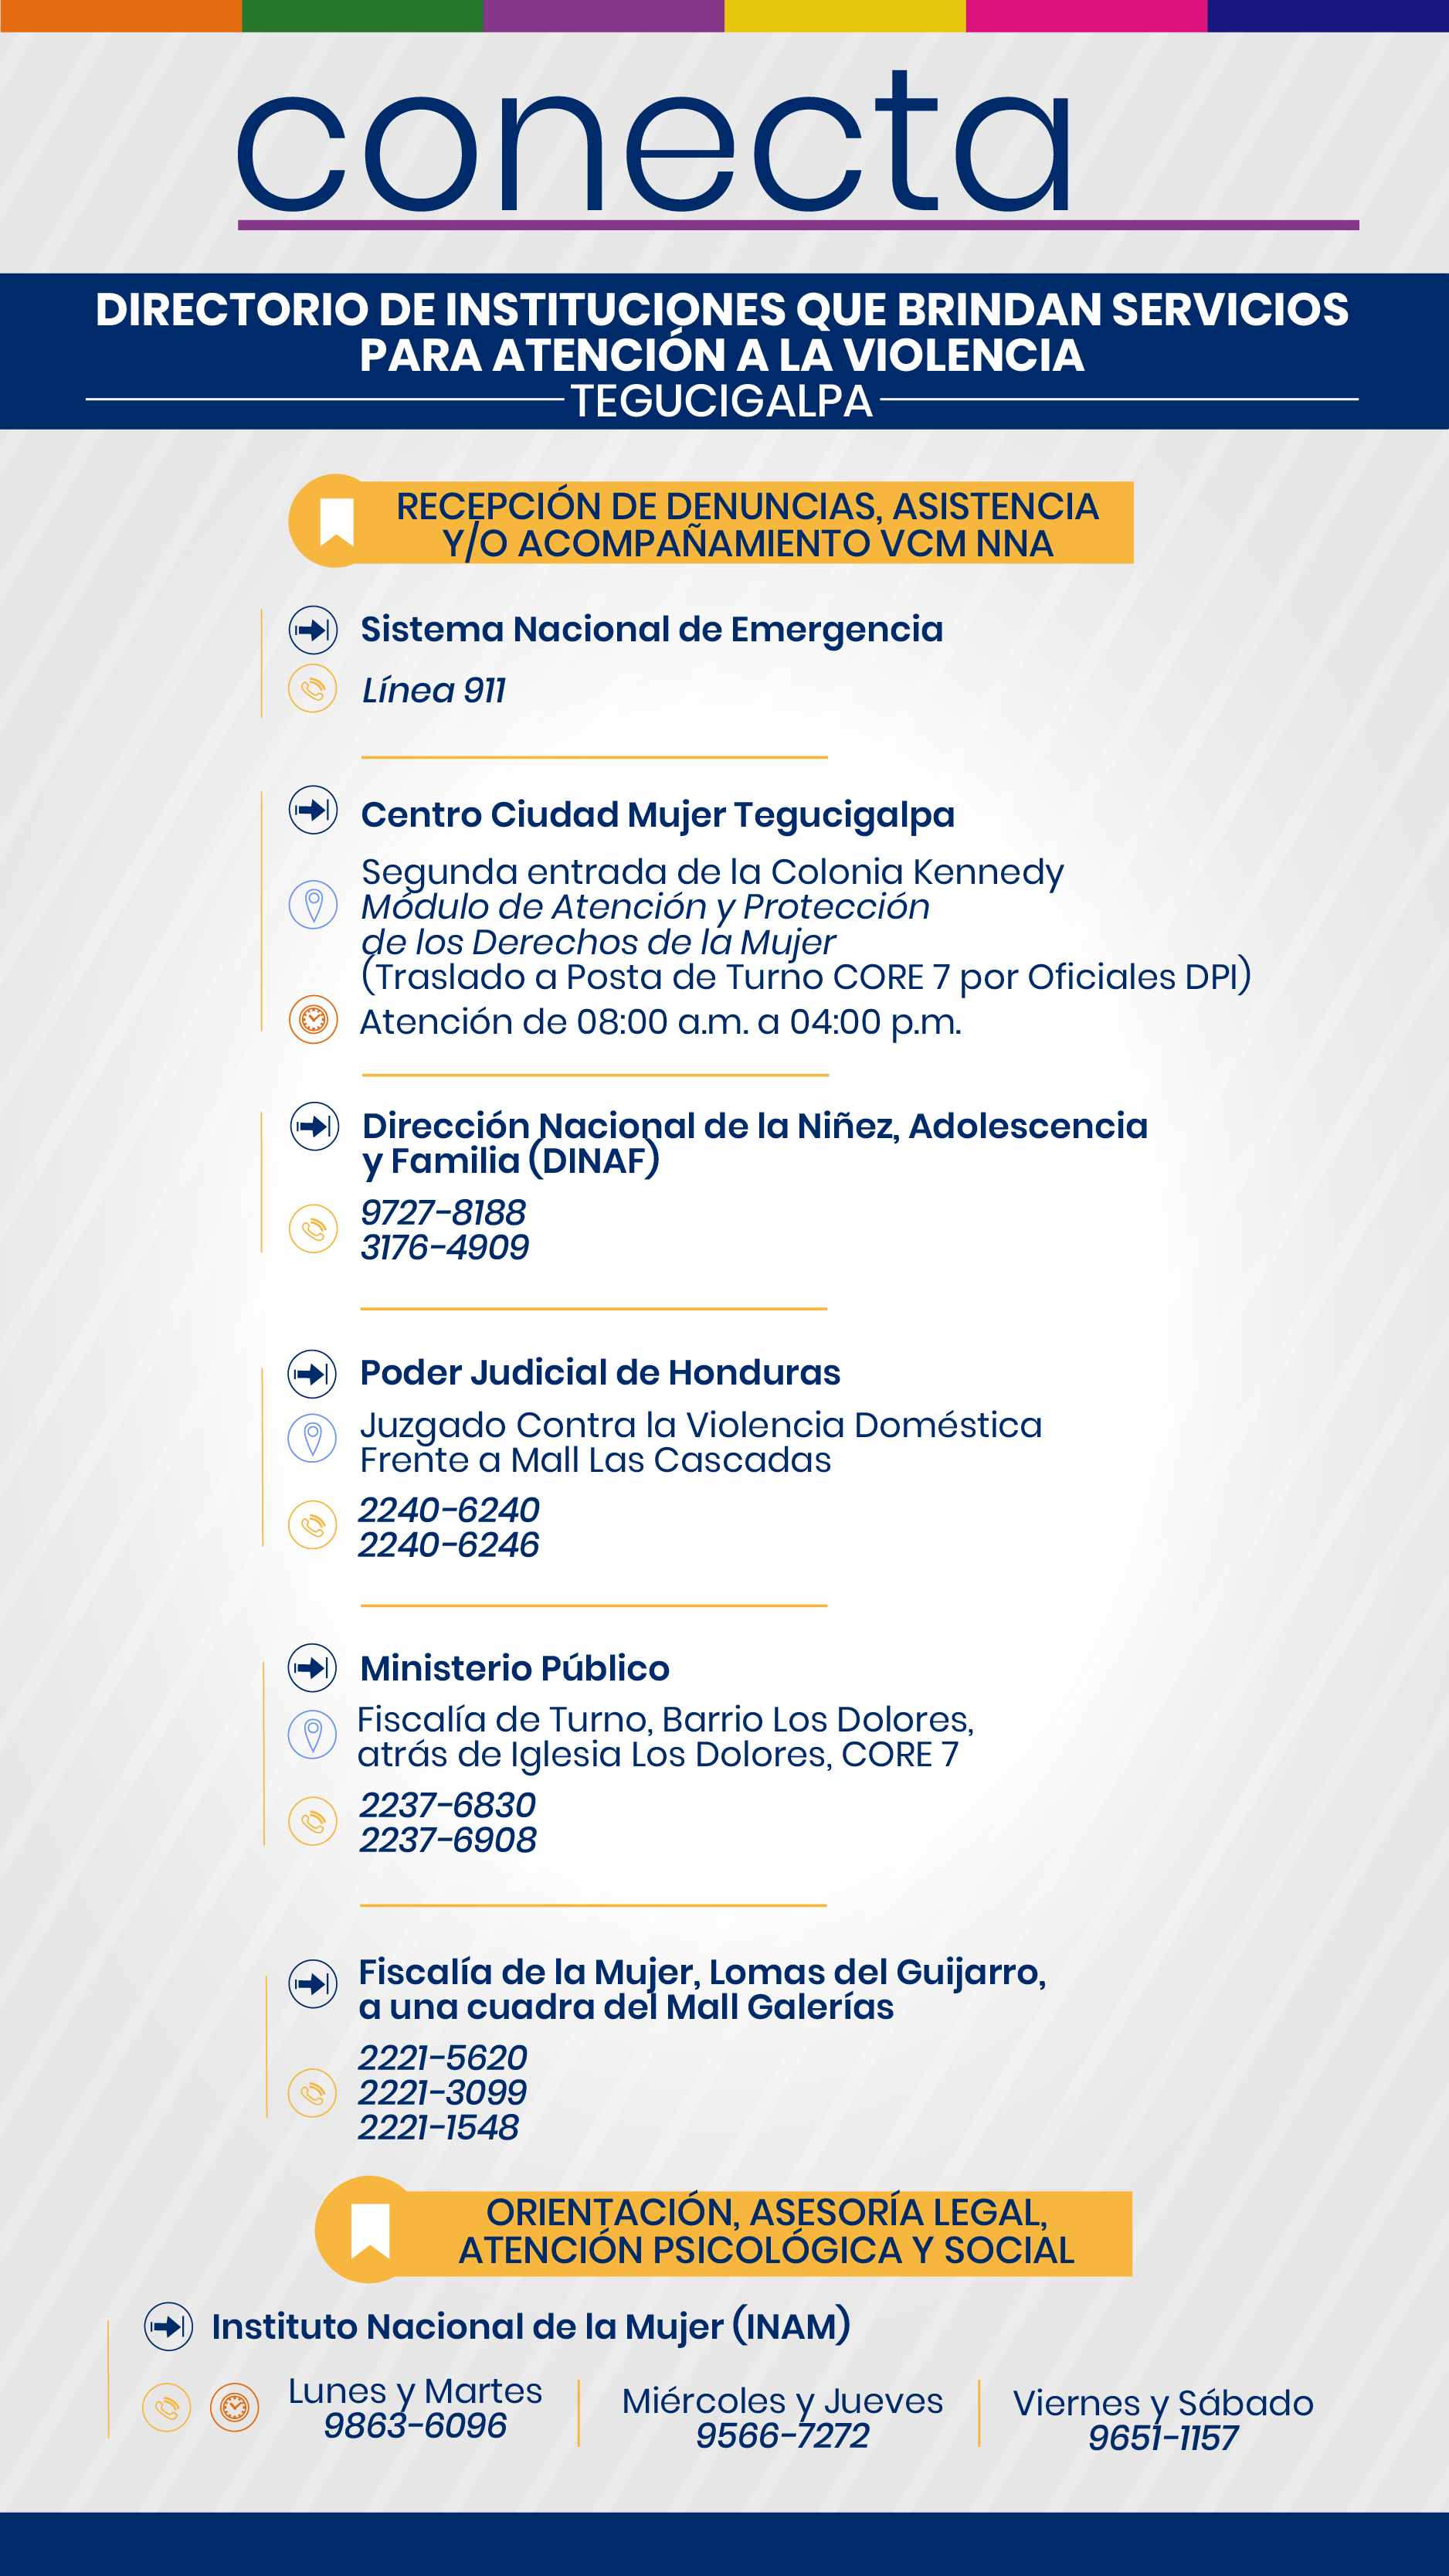 conecta
DIRECTORIO DE INSTITUCIONES QUE BRINDAN SERVICIOS
PARA ATENCIÓN A LA VIOLENCIA
TEGUCIGALPA
RECEPCIÓN DE DENUNCIAS, ASISTENCIA
Y/O ACOMPAÑAMIENTO VCM NNA
Sistema Nacional de Emergencia
Línea 911
Centro Ciudad Mujer Tegucigalpa
Segunda entrada de la Colonia Kennedy
Módulo de Atención y Protección
de los Derechos de la Mujer
(Traslado a Posta de Turno CORE 7 por Oficiales DPI)
Atención de 08:00 a.m. a 04:00 p.m.
Dirección Nacional de la Niñez, Adolescencia
y Familia (DINAF)
9727-8188
3176-4909
Poder Judicial de Honduras
Juzgado Contra la Violencia Doméstica
Frente a Mall Las Cascadas
2240-6240
2240-6246
Ministerio Público
Fiscalía de Turno, Barrio Los Dolores,
atrás de Iglesia Los Dolores, CORE 7
2237-6830
2237-6908
Fiscalía de la Mujer, Lomas del Guijarro,
a una cuadra del Mall Galerías
2221-5620
2221-3099
2221-1548
ORIENTACIÓN, ASESORÍA LEGAL,
ATENCIÓN PSICOLÓGICA Y SOCIAL
Instituto Nacional de la Mujer (INAM)
Lunes y Martes
9863-6096
Miércoles y Jueves
9566-7272
Viernes y Sábado
9651-1157